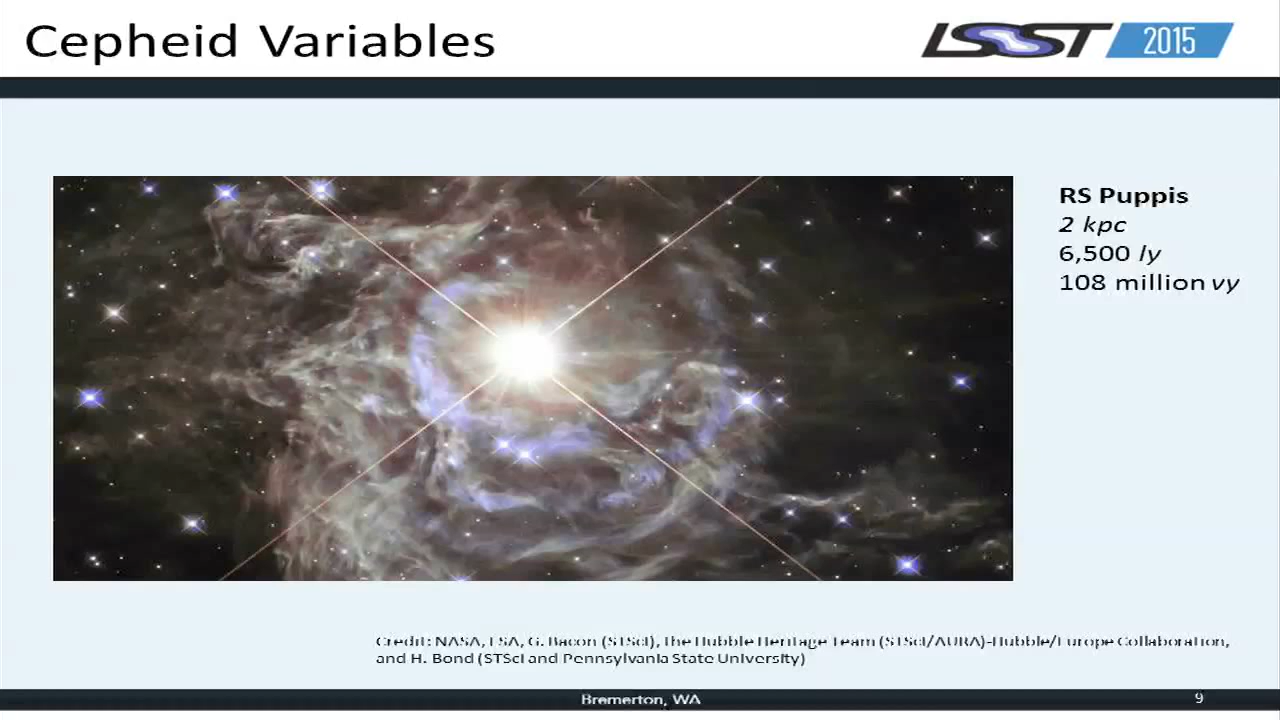 Cepheid Variables
LSST 2015
RS Puppis
2 kpc
6,500 ly
108 million vy
Credit: NASA, ESA, G. Bacon (STScI), the Hubble Heritage Team (STScI/AURA)-Hubble/Europe Collaboration,
and H. Bond (STScI and Pennsylvania State University)
Bremerton, WA
9